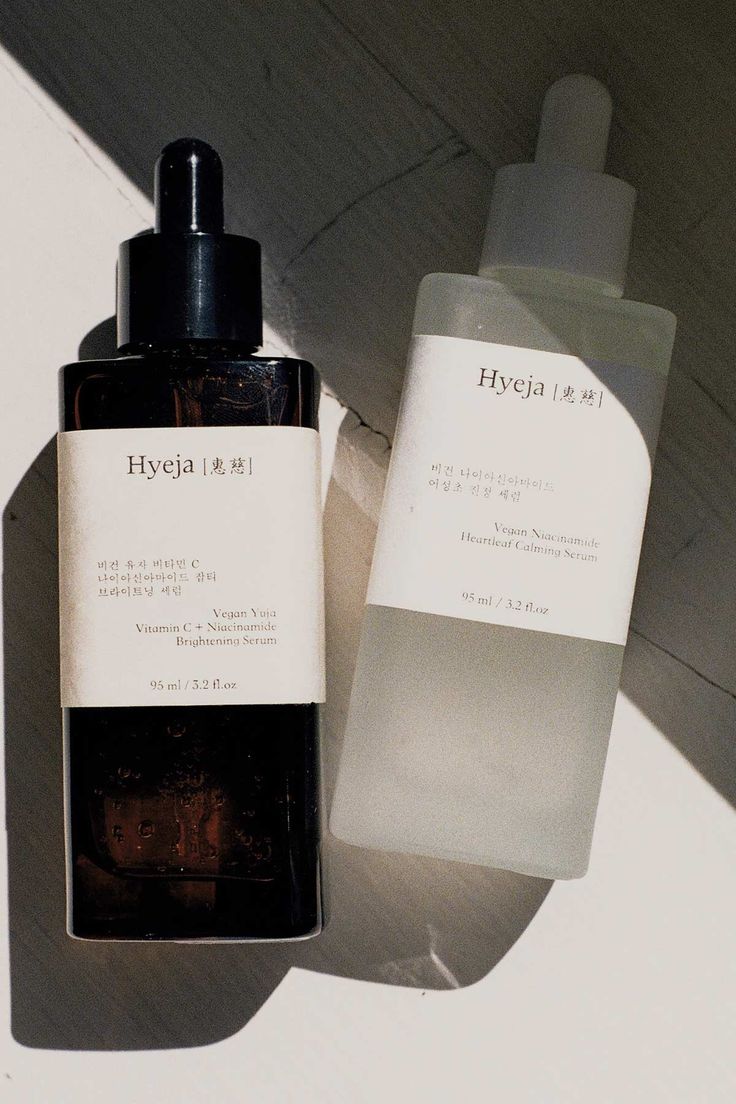 Hyeja [惠慈]
비건 유자 비타민 C
나이아신아마이드 잡티
브라이트닝 세럼
Vegan Yuja
Vitamin C + Niacinamide
Brightening Serum
95 ml / 3.2 fl.oz
Hyeja [惠慈]
비건 나이아신아마이드
어성초 진정 세럼
Vegan Niacinamide
Heartleaf Calming Serum
95 ml / 3.2 fl.oz